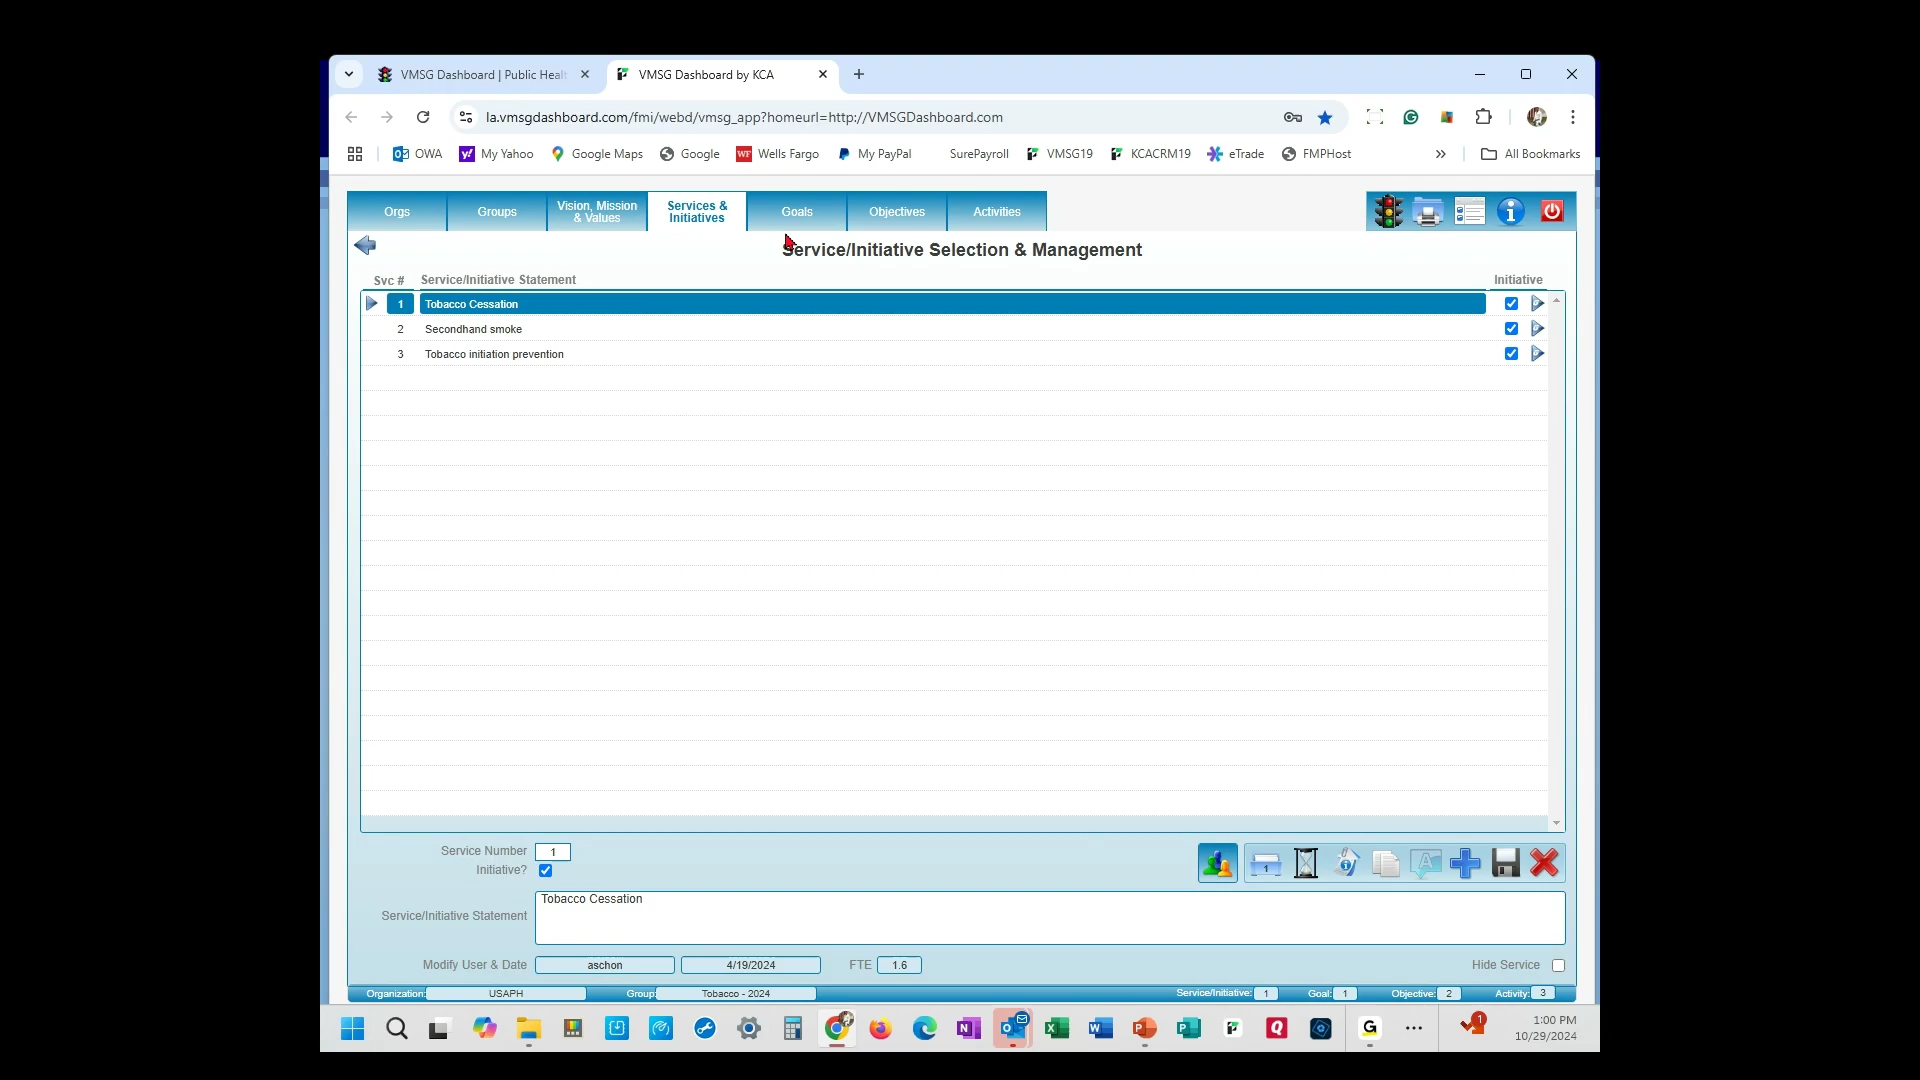 VMSG Dashboard | Public Healt
VMSG Dashboard by KCA
la.vmsgdashboard.com/fmi/webd/vmsg_app?homeurl=http://VMSGDashboard.com
OWA
My Yahoo
Google Maps
Google
WF
Wells Fargo
My PayPal
SurePayroll
VMSG19
KCACRM19
eTrade
FMPHost
All Bookmarks
Orgs
Groups
Vision, Mission
& Values
Services &
Initiatives
Goals
Objectives
Activities
Service/Initiative Selection & Management
Svc #
Service/Initiative Statement
Initiative
1
Tobacco Cessation
2
Secondhand smoke
3
Tobacco initiation prevention
Service Number
1
Initiative?
1
Service/Initiative Statement
Tobacco Cessation
Modify User & Date
aschon
4/19/2024
FTE
1.6
Hide Service
Organization:
USAPH
Group:
Tobacco - 2024
Service/Initiative:
1
Goal:
1
Objective:
2
Activity:
3
1
1:00 PM
10/29/2024